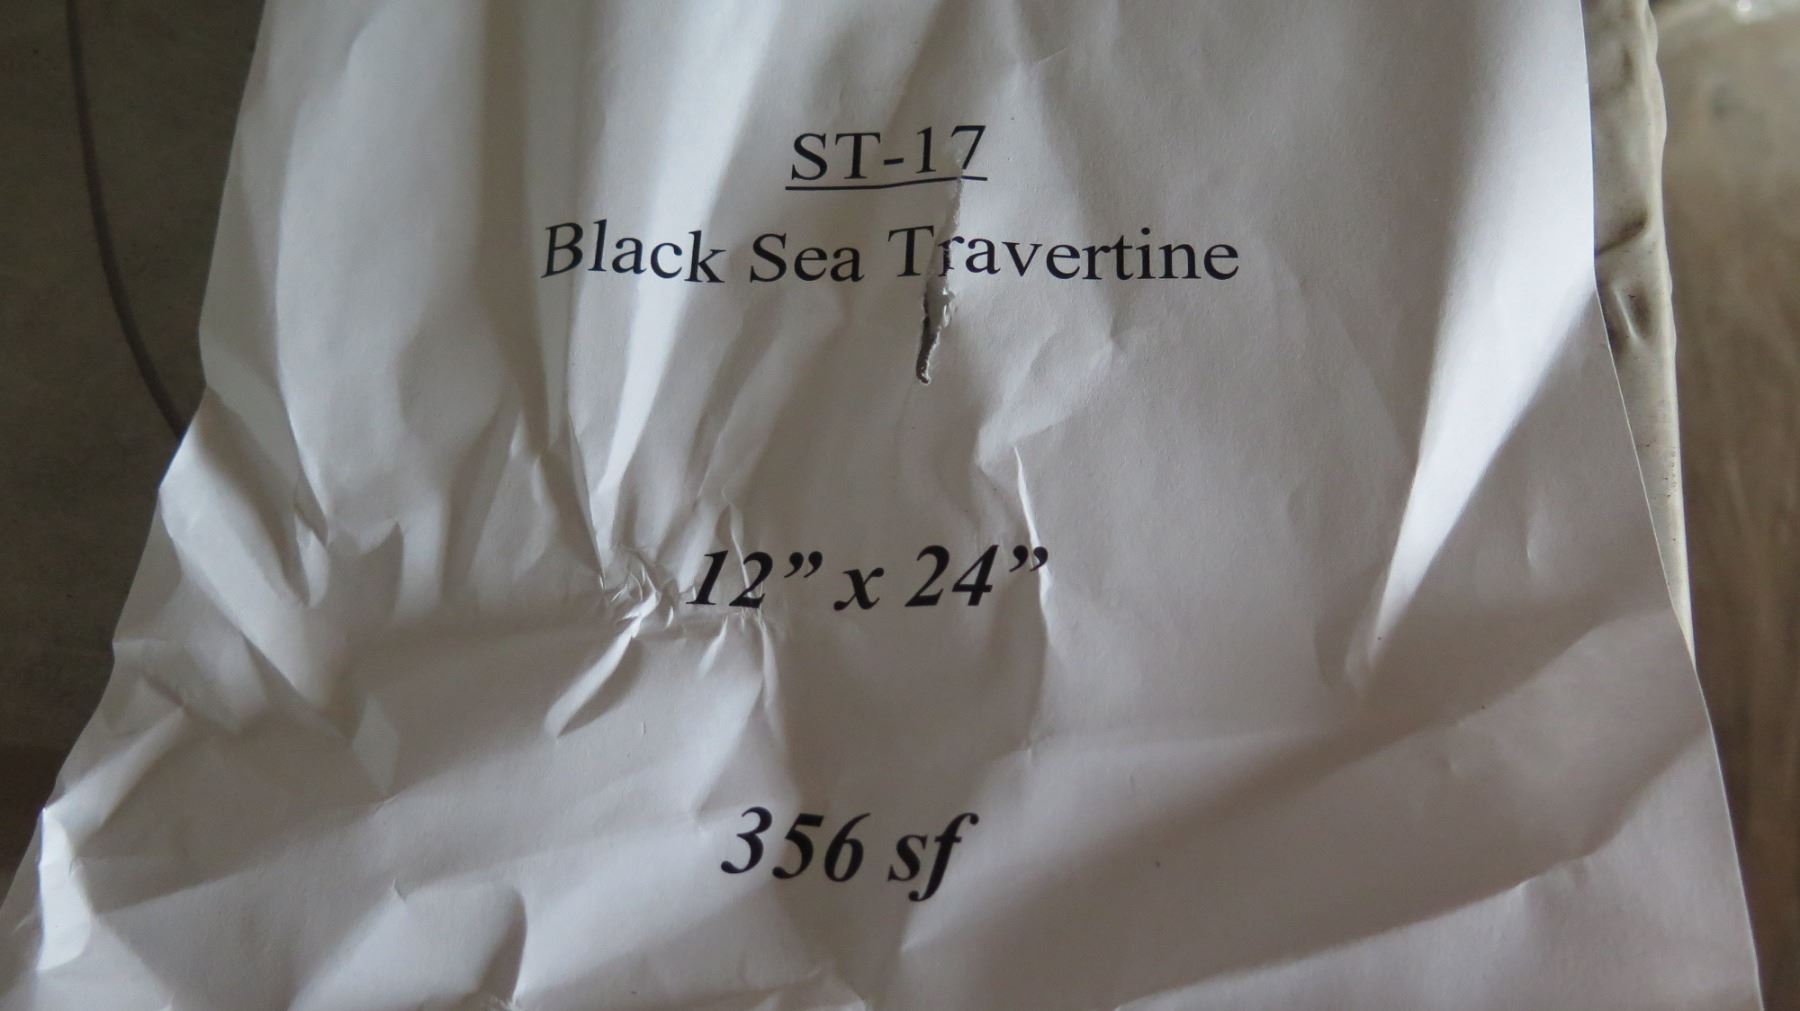 ST-17
Black Sea Travertine
12” x 24”
356 sf